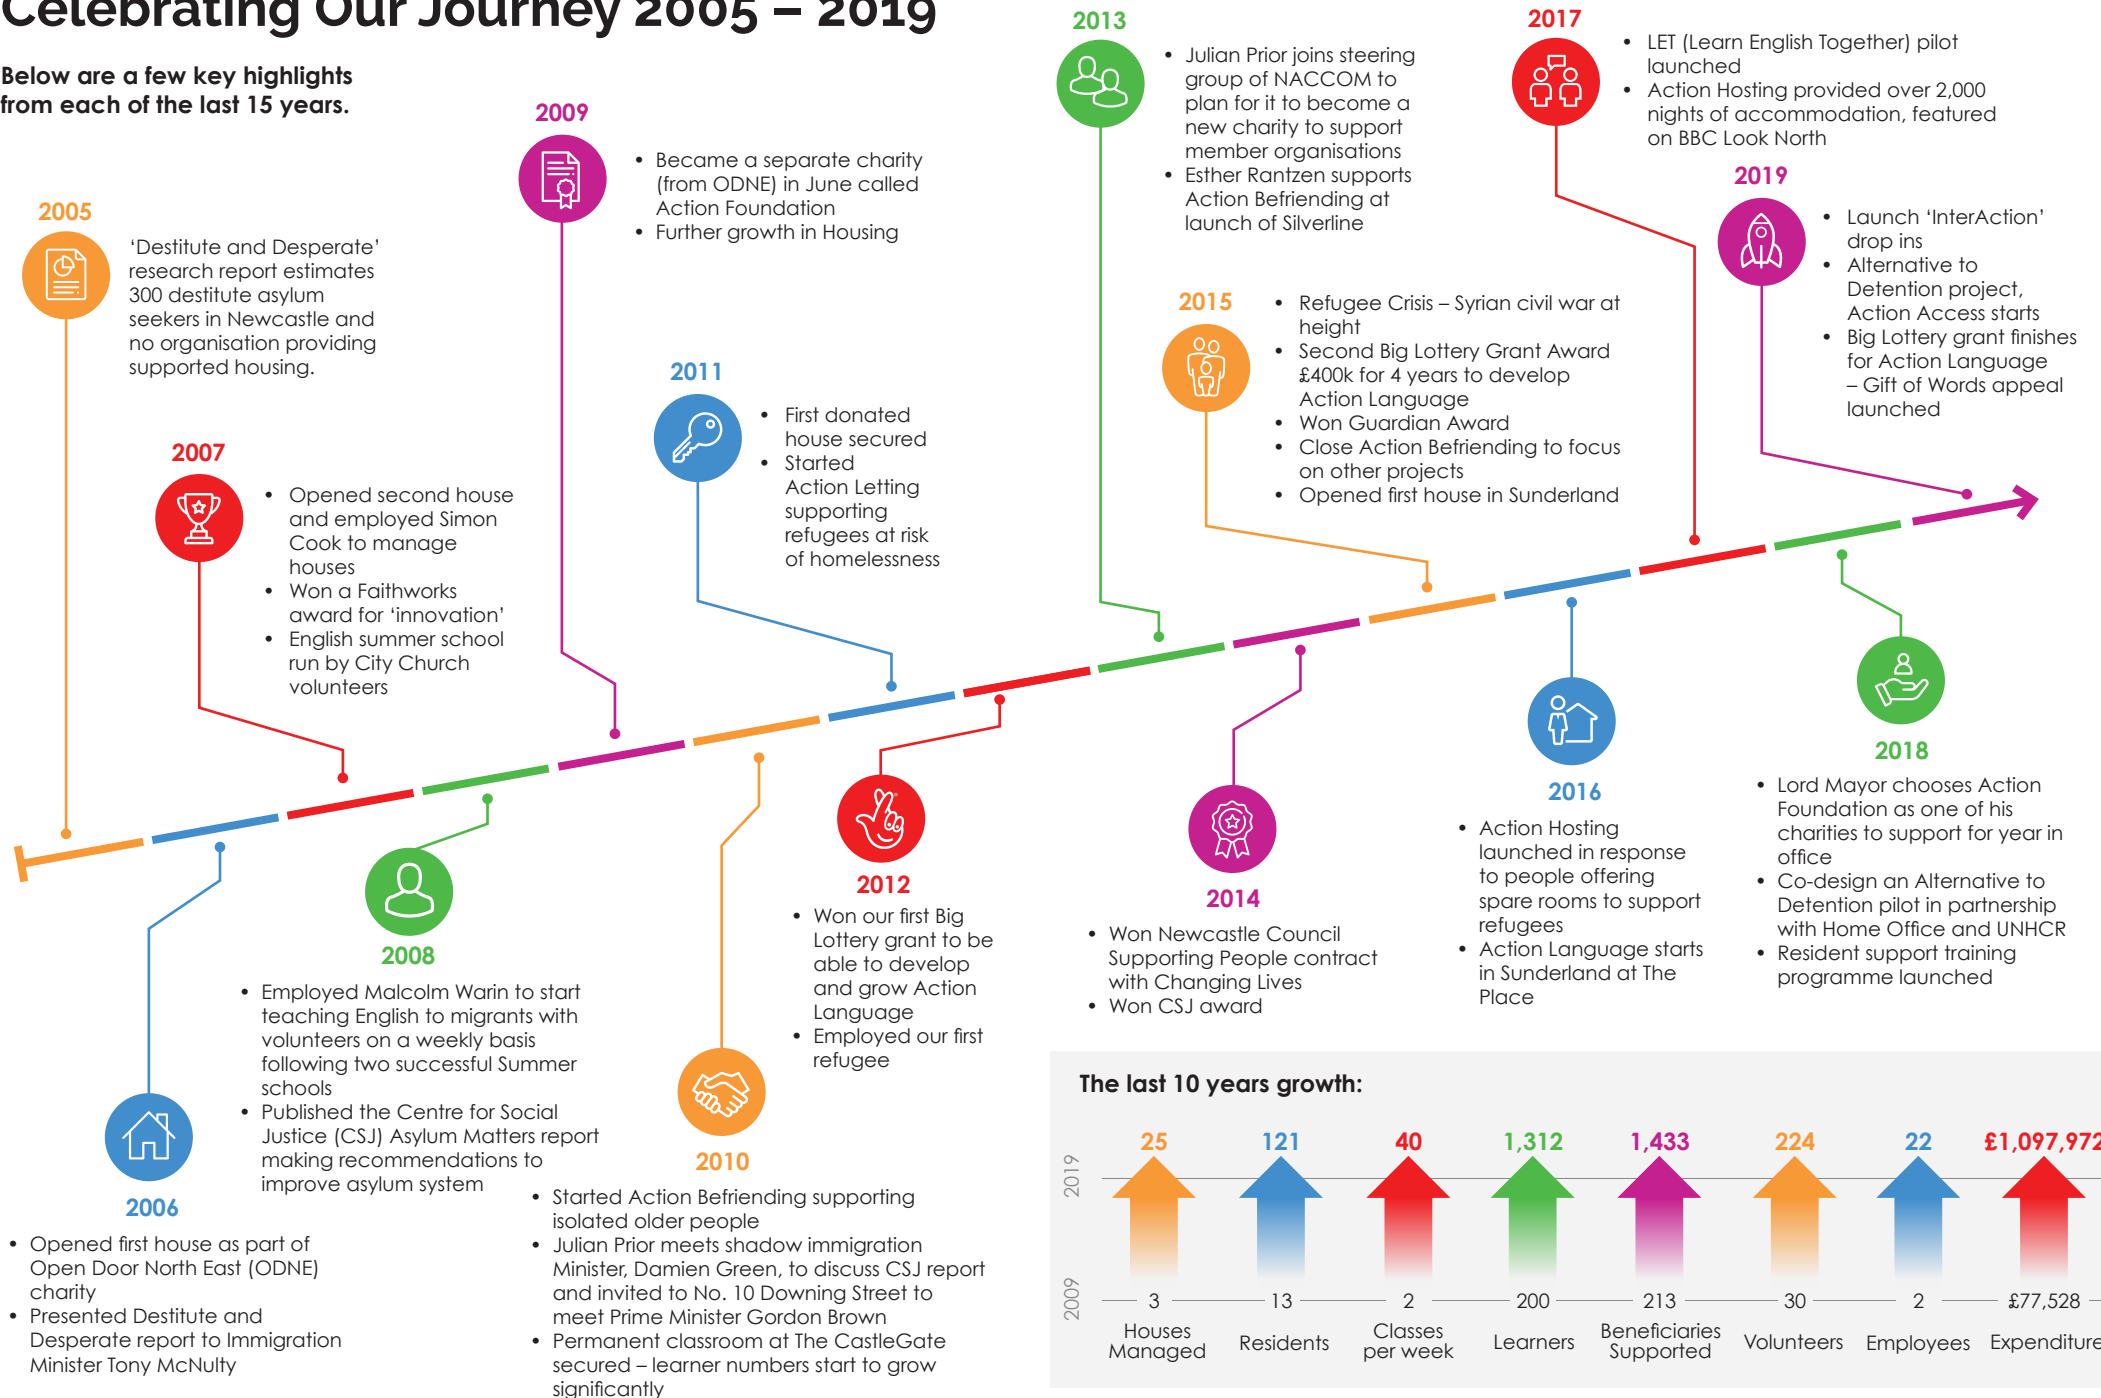 Celebrating Our Journey 2005 – 2019
Below are a few key highlights
from each of the last 15 years.
2005
‘Destitute and Desperate’
research report estimates
300 destitute asylum
seekers in Newcastle and
no organisation providing
supported housing.
2006
• Opened first house as part of
Open Door North East (ODNE)
charity
• Presented Destitute and
Desperate report to Immigration
Minister Tony McNulty
2007
• Opened second house
and employed Simon
Cook to manage
houses
• Won a Faithworks
award for ‘innovation’
• English summer school
run by City Church
volunteers
2008
• Employed Malcolm Warin to start
teaching English to migrants with
volunteers on a weekly basis
following two successful Summer
schools
• Published the Centre for Social
Justice (CSJ) Asylum Matters report
making recommendations to
improve asylum system
2009
• Became a separate charity
(from ODNE) in June called
Action Foundation
• Further growth in Housing
2010
• Started Action Befriending supporting
isolated older people
• Julian Prior meets shadow immigration
Minister, Damien Green, to discuss CSJ report
and invited to No. 10 Downing Street to
meet Prime Minister Gordon Brown
• Permanent classroom at The CastleGate
secured – learner numbers start to grow
significantly
2011
• First donated
house secured
• Started
Action Letting
supporting
refugees at risk
of homelessness
2012
• Won our first Big
Lottery grant to be
able to develop
and grow Action
Language
• Employed our first
refugee
2013
• Julian Prior joins steering
group of NACCOM to
plan for it to become a
new charity to support
member organisations
• Esther Rantzen supports
Action Befriending at
launch of Silverline
2014
• Won Newcastle Council
Supporting People contract
with Changing Lives
• Won CSJ award
2015
• Refugee Crisis – Syrian civil war at
height
• Second Big Lottery Grant Award
£400k for 4 years to develop
Action Language
• Won Guardian Award
• Close Action Befriending to focus
on other projects
• Opened first house in Sunderland
2016
• Action Hosting
launched in response
to people offering
spare rooms to support
refugees
• Action Language starts
in Sunderland at The
Place
2017
• LET (Learn English Together) pilot
launched
• Action Hosting provided over 2,000
nights of accommodation, featured
on BBC Look North
2018
• Lord Mayor chooses Action
Foundation as one of his
charities to support for year in
office
• Co-design an Alternative to
Detention pilot in partnership
with Home Office and UNHCR
• Resident support training
programme launched
2019
• Launch ‘InterAction’
drop ins
• Alternative to
Detention project,
Action Access starts
• Big Lottery grant finishes
for Action Language
– Gift of Words appeal
launched
The last 10 years growth:
2019
25 121 40 1,312 1,433 224 22 £1,097,972
2009
3 13 2 200 213 30 2 £77,528
Houses
Managed
Residents
Classes
per week
Learners
Beneficiaries
Supported
Volunteers
Employees
Expenditure